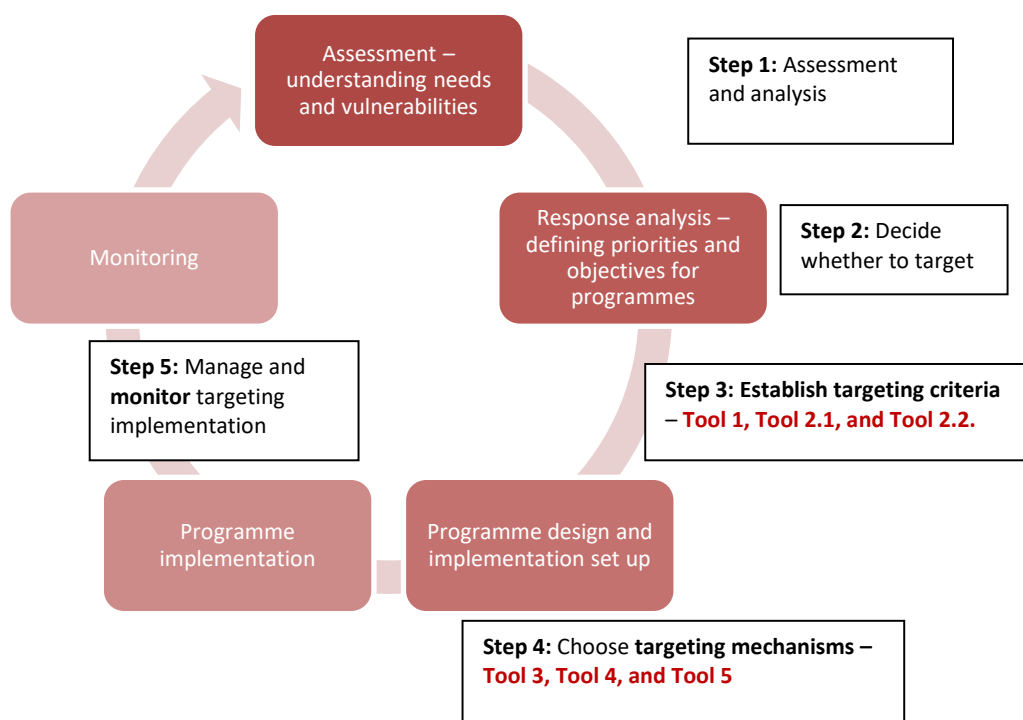 Assessment –
understanding needs
and vulnerabilities
Step 1: Assessment
and analysis
Response analysis –
defining priorities and
objectives for
programmes
Step 2: Decide
whether to target
Monitoring
Step 5: Manage and
monitor targeting
implementation
Step 3: Establish targeting criteria
– Tool 1, Tool 2.1, and Tool 2.2.
Programme
implementation
Programme design and
implementation set up
Step 4: Choose targeting mechanisms –
Tool 3, Tool 4, and Tool 5